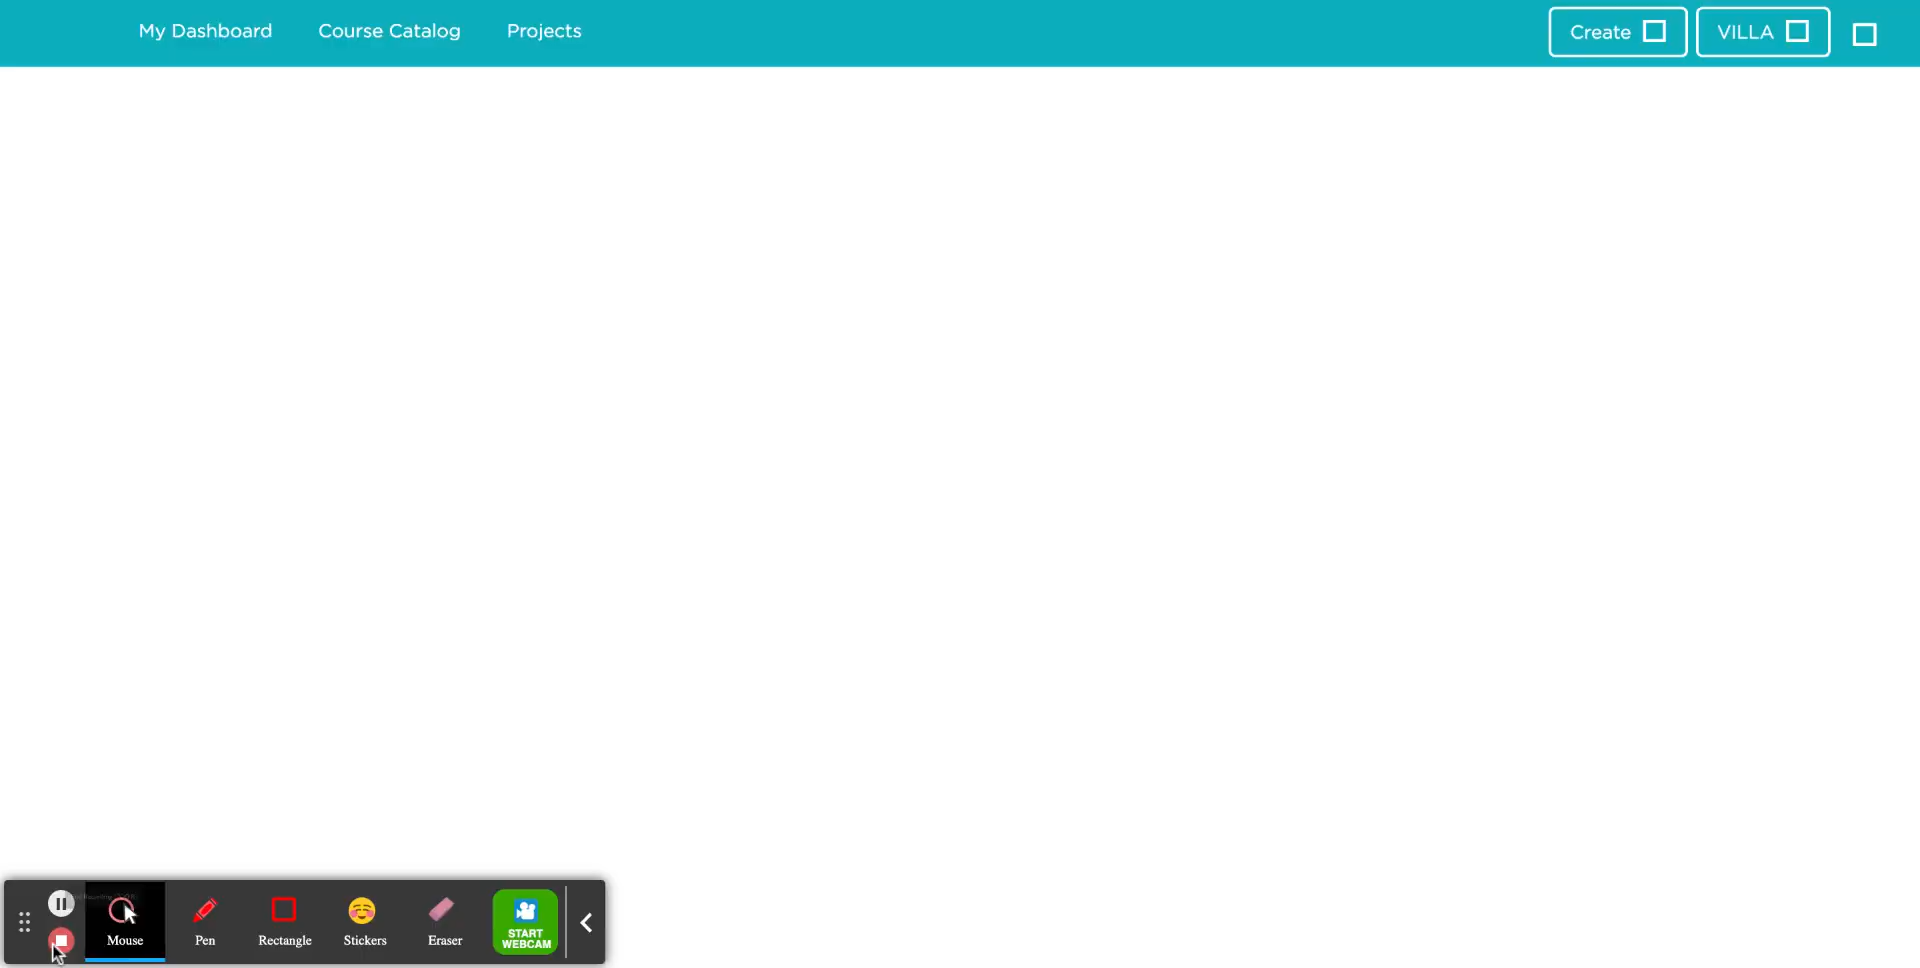 My Dashboard Course Catalog Projects Create VILLA
Mouse Pen Rectangle Stickers Eraser START
WEBCAM